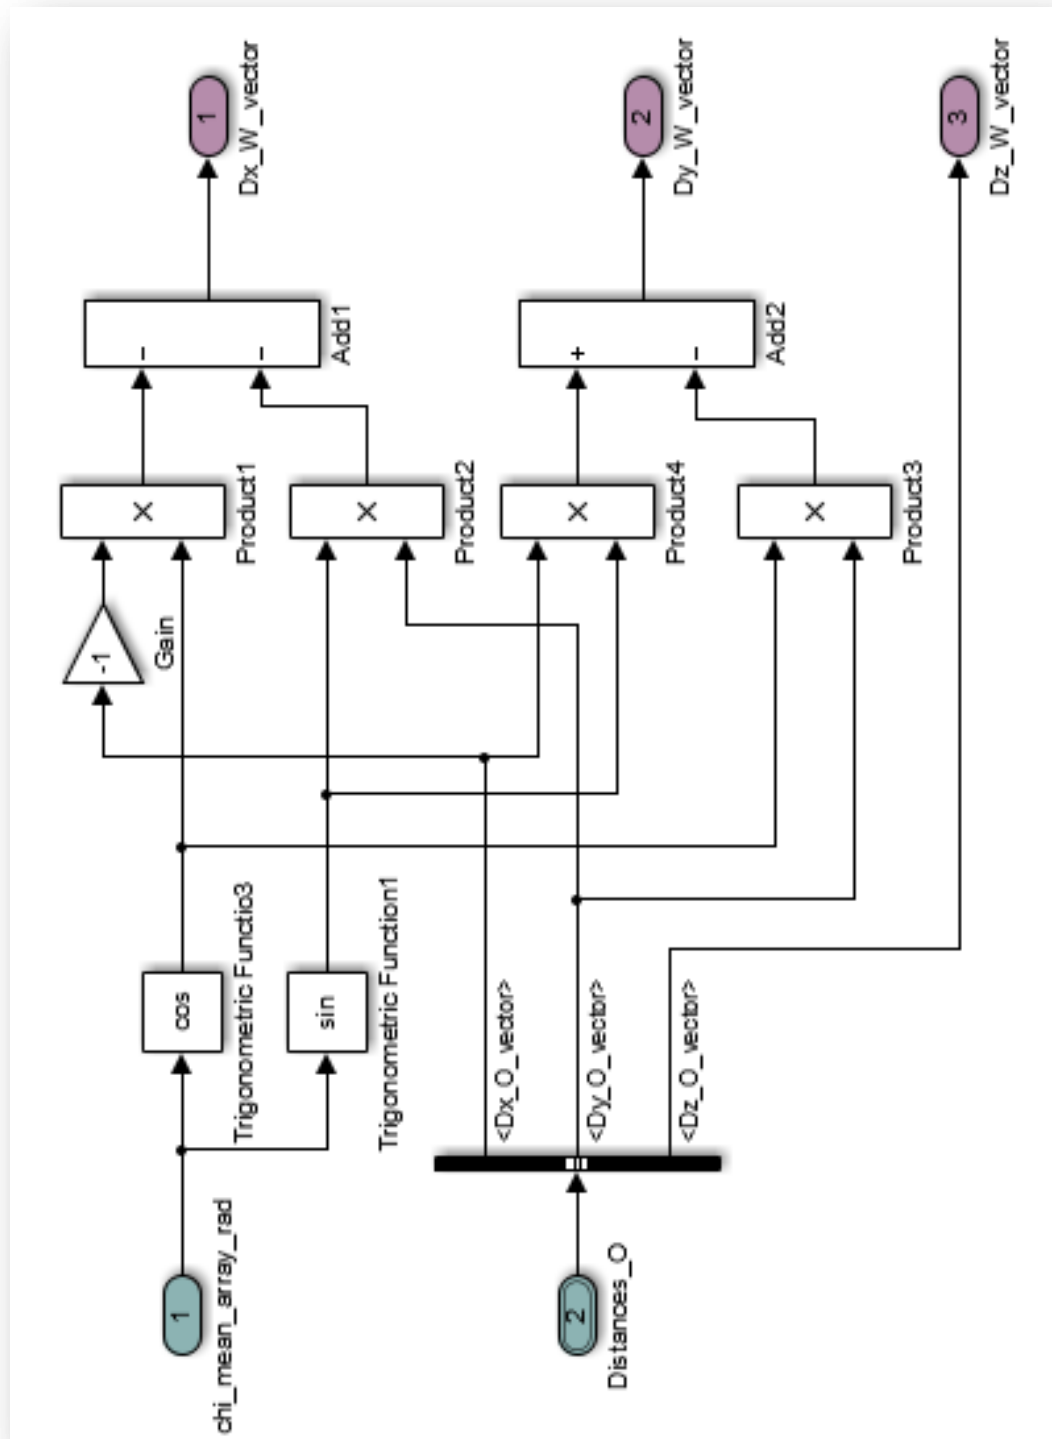 1
chi_mean_array_rad
cos
Trigonometric Functio3
sin
Trigonometric Function1
2
Distances_O
<Dx_O_vector>
<Dy_O_vector>
<Dz_O_vector>
-1
Gain
×
Product1
×
Product2
×
Product4
×
Product3
−
−
Add1
+
−
Add2
1
Dx_W_vector
2
Dy_W_vector
3
Dz_W_vector